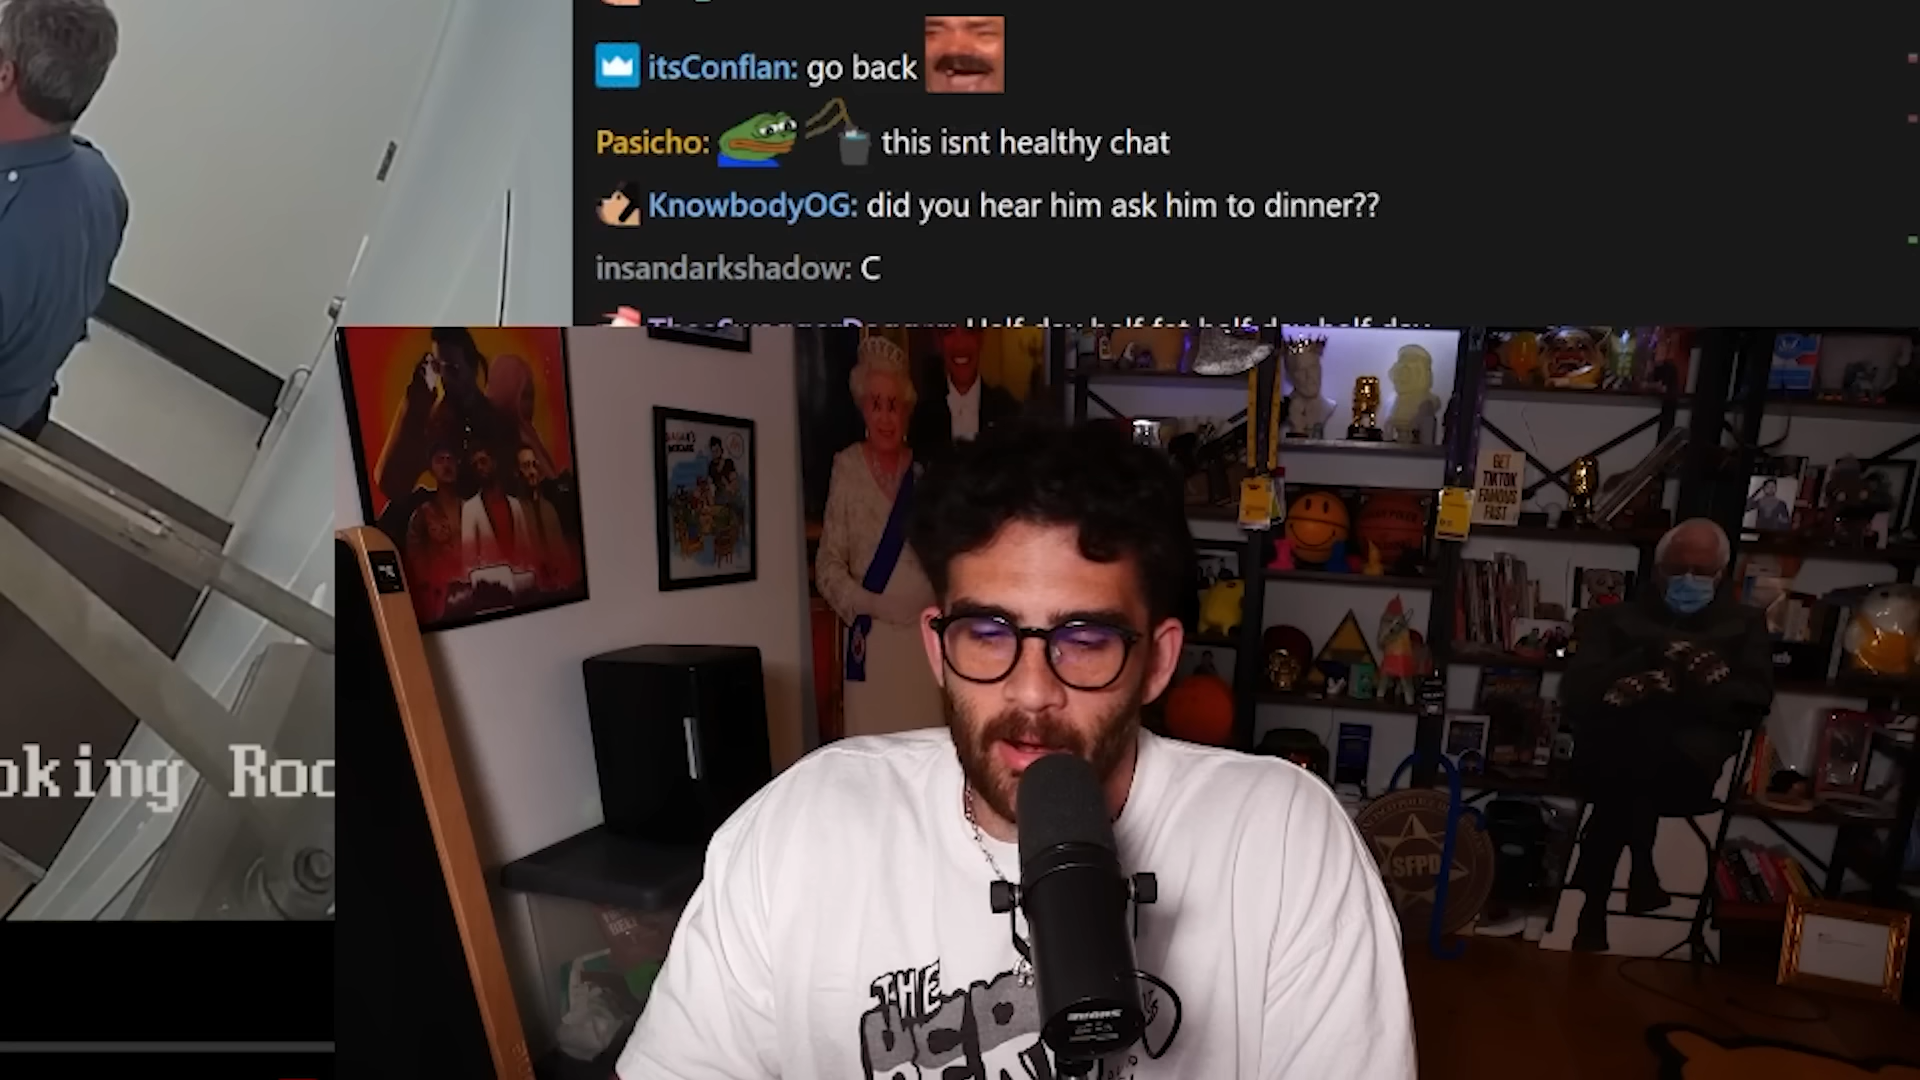 itsConflan: go back
Pasicho: this isnt healthy chat
KnowbodyOG: did you hear him ask him to dinner??
insandarkshadow: C
oking Roo
GET
TIKTOK
FAMOUS
FAST
SFPD
THE